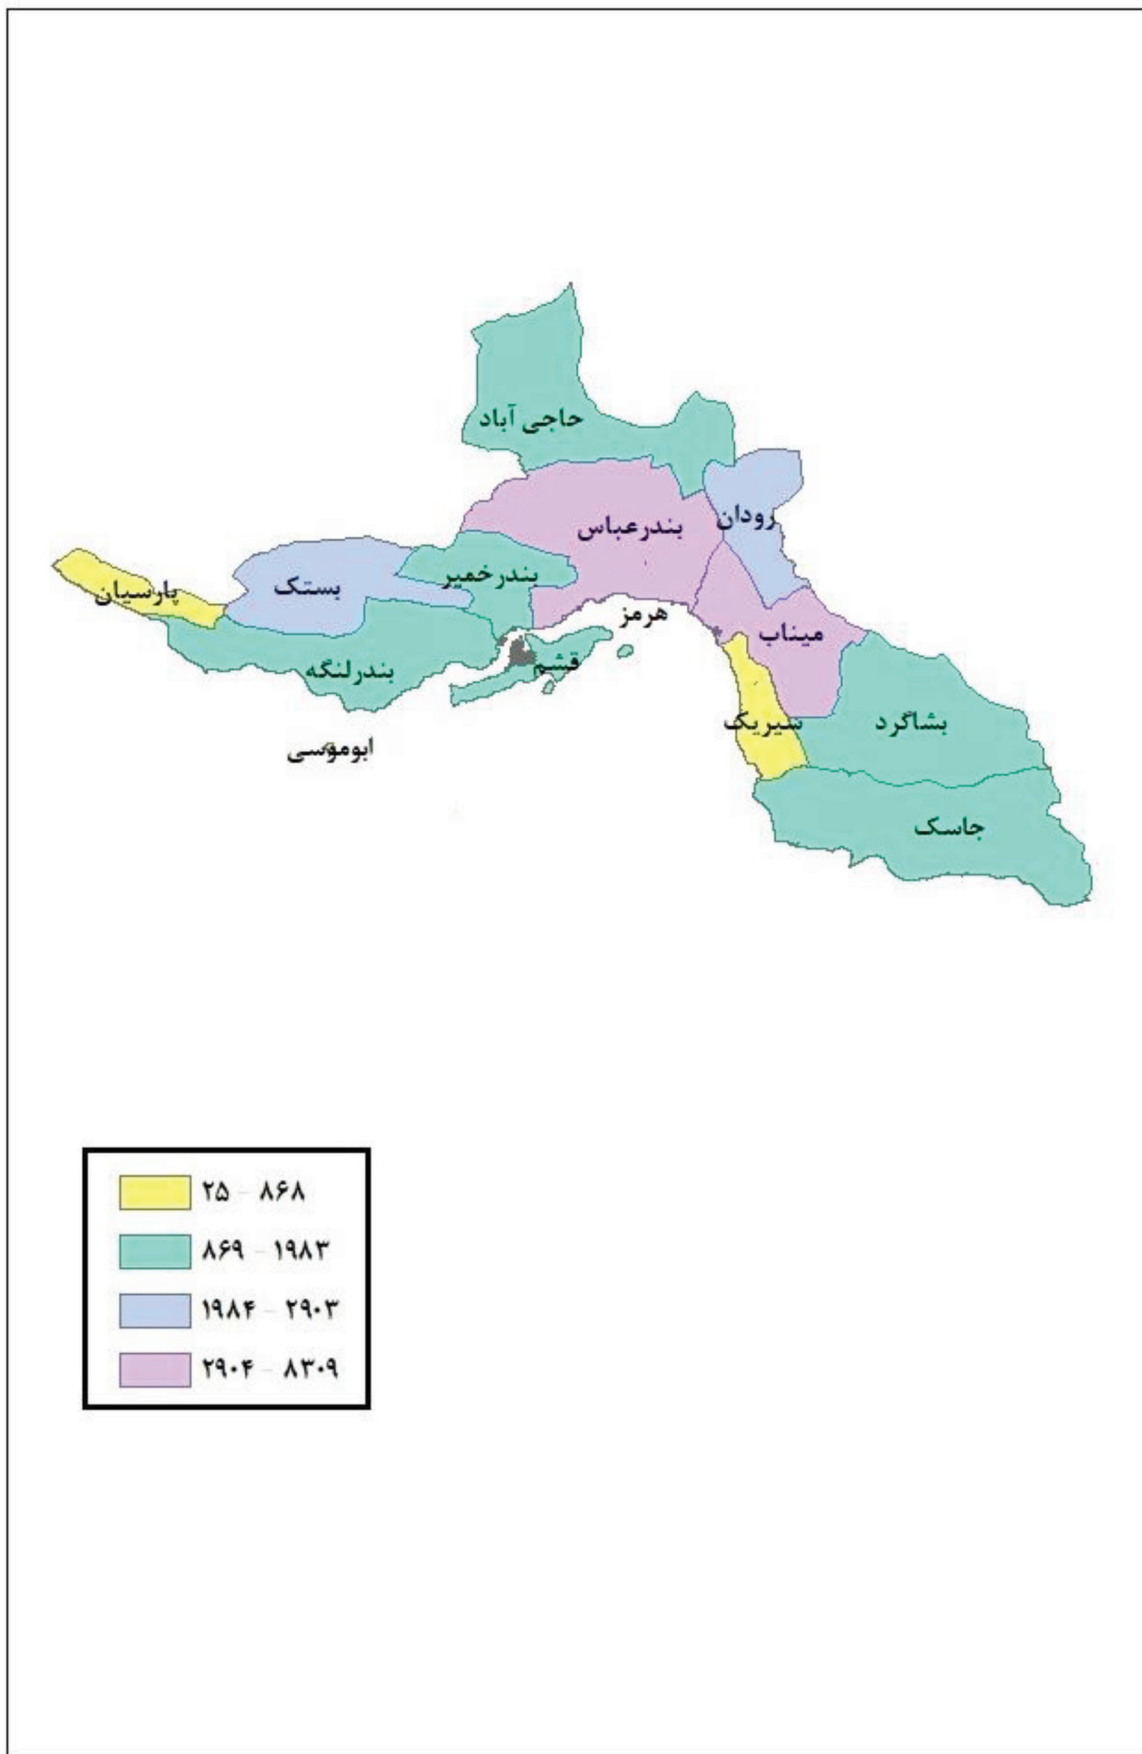 حاجی آباد
رودان
بندرعباس
بندرخمیر
بستک
پارسیان
هرمز
میناب
قشم
بندرلنگه
سیریک
بشاگرد
ابوموسی
جاسک
۲۵ - ۸۶۸
۸۶۹ - ۱۹۸۳
۱۹۸۴ - ۲۹۰۳
۲۹۰۴ - ۸۳۰۹